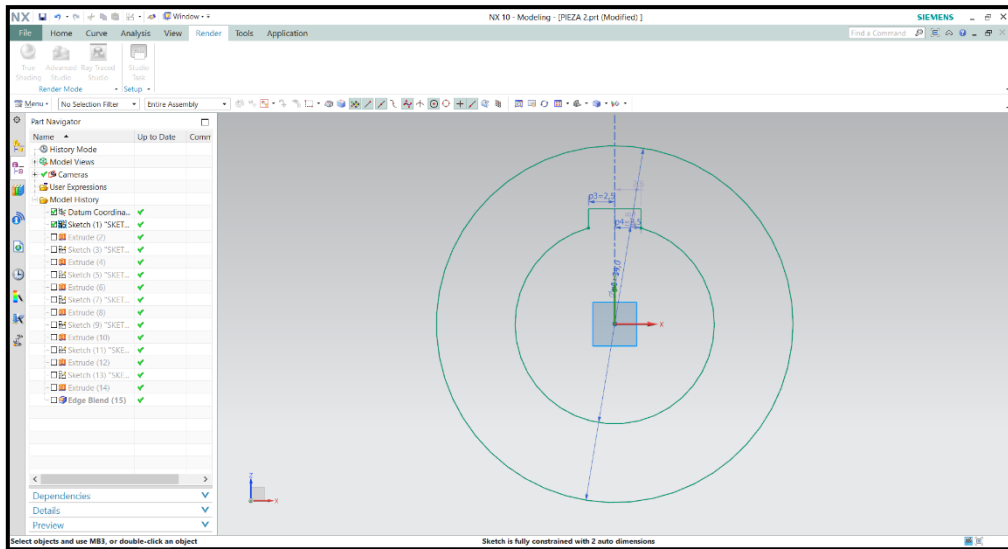 NX Window NX 10 - Modeling - [PIEZA 2.prt (Modified) ] SIEMENS
File Home Curve Analysis View Render Tools Application Find a Command
True Shading Advanced Studio Ray Traced Studio Studio Task
Render Mode Setup
Menu No Selection Filter Entire Assembly
Part Navigator
Name Up to Date Comm
History Mode
Model Views
Cameras
User Expressions
Model History
Datum Coordina...
Sketch (1) "SKET...
Extrude (2)
Sketch (3) "SKET...
Extrude (4)
Sketch (5) "SKET...
Extrude (6)
Sketch (7) "SKET...
Extrude (8)
Sketch (9) "SKET...
Extrude (10)
Sketch (11) "SKE...
Extrude (12)
Sketch (13) "SKE...
Extrude (14)
Edge Blend (15)
Dependencies
Details
Preview
p3=2,5
p4=2,5
X
Z
X
Select objects and use MB3, or double-click an object Sketch is fully constrained with 2 auto dimensions